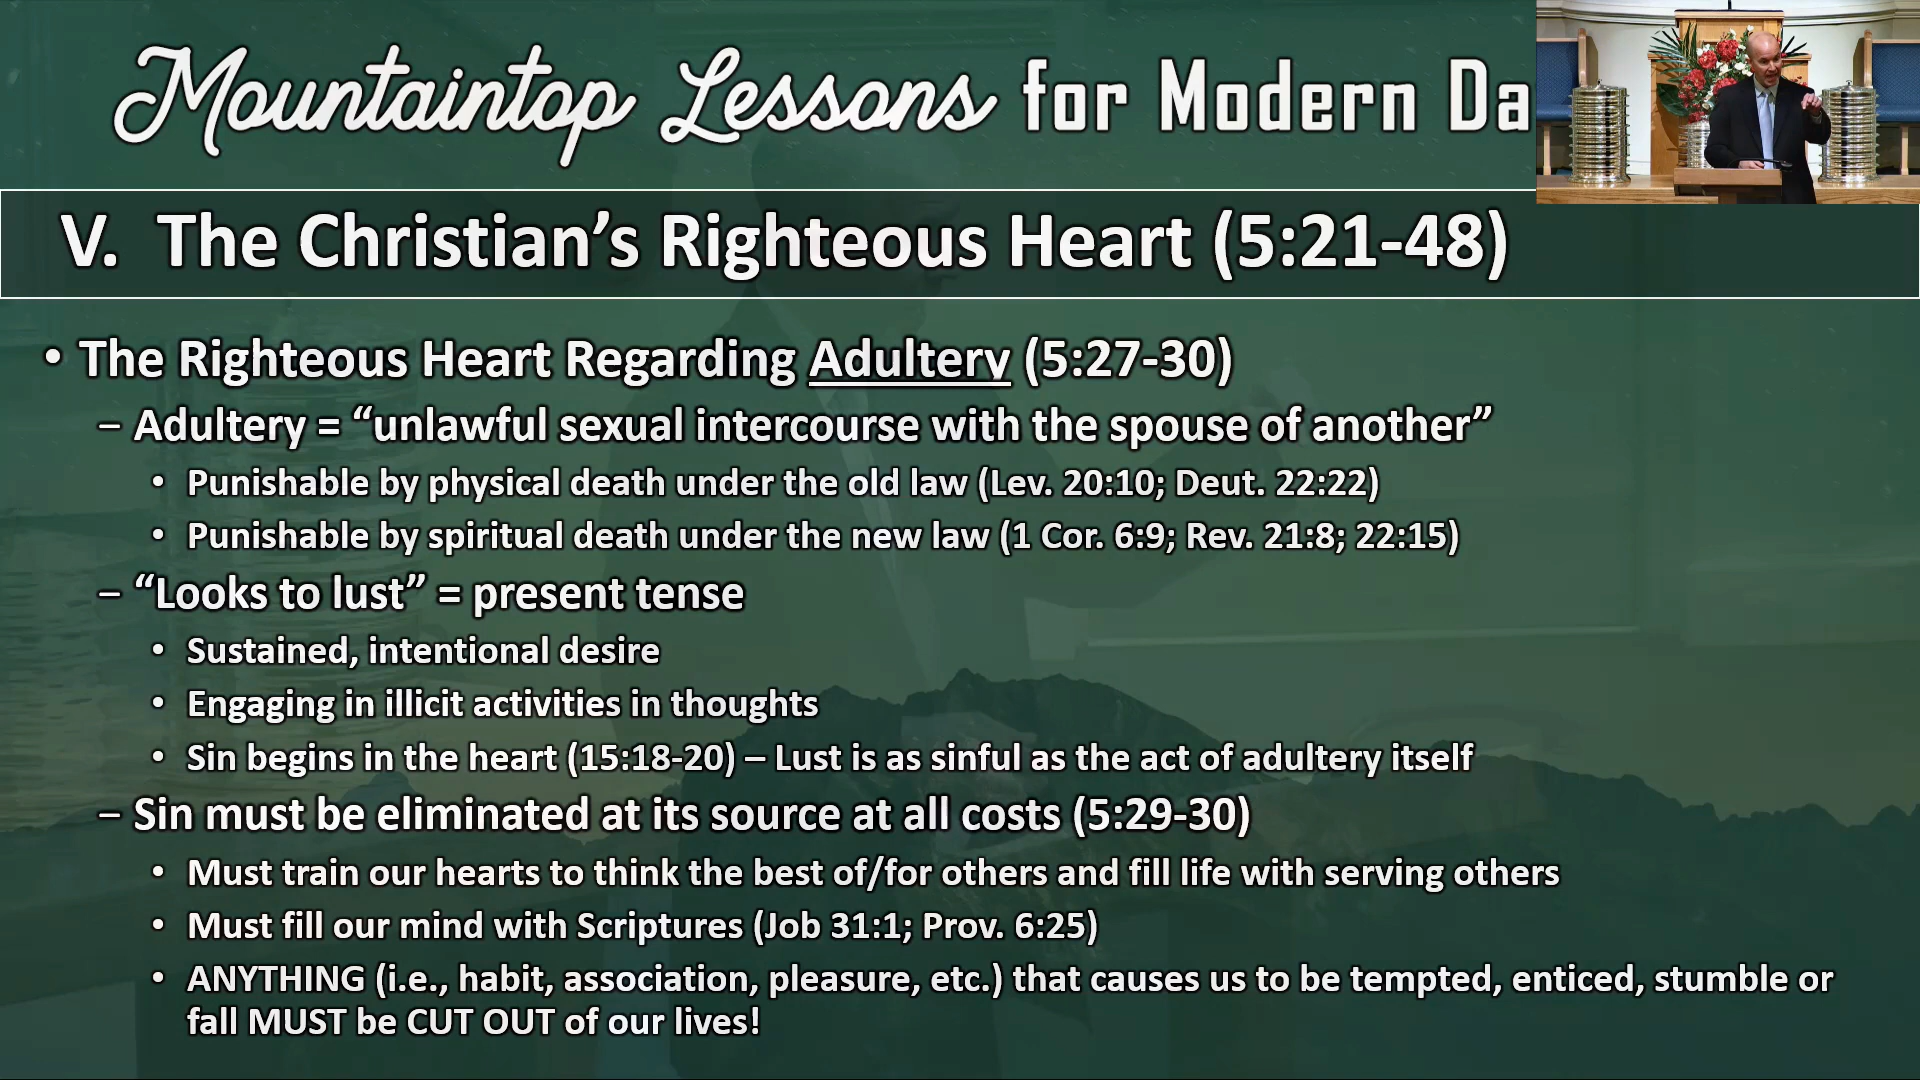 Mountaintop Lessons for Modern Da
V. The Christian’s Righteous Heart (5:21-48)
• The Righteous Heart Regarding Adultery (5:27-30)
– Adultery = “unlawful sexual intercourse with the spouse of another”
• Punishable by physical death under the old law (Lev. 20:10; Deut. 22:22)
• Punishable by spiritual death under the new law (1 Cor. 6:9; Rev. 21:8; 22:15)
– “Looks to lust” = present tense
• Sustained, intentional desire
• Engaging in illicit activities in thoughts
• Sin begins in the heart (15:18-20) – Lust is as sinful as the act of adultery itself
– Sin must be eliminated at its source at all costs (5:29-30)
• Must train our hearts to think the best of/for others and fill life with serving others
• Must fill our mind with Scriptures (Job 31:1; Prov. 6:25)
• ANYTHING (i.e., habit, association, pleasure, etc.) that causes us to be tempted, enticed, stumble or
fall MUST be CUT OUT of our lives!